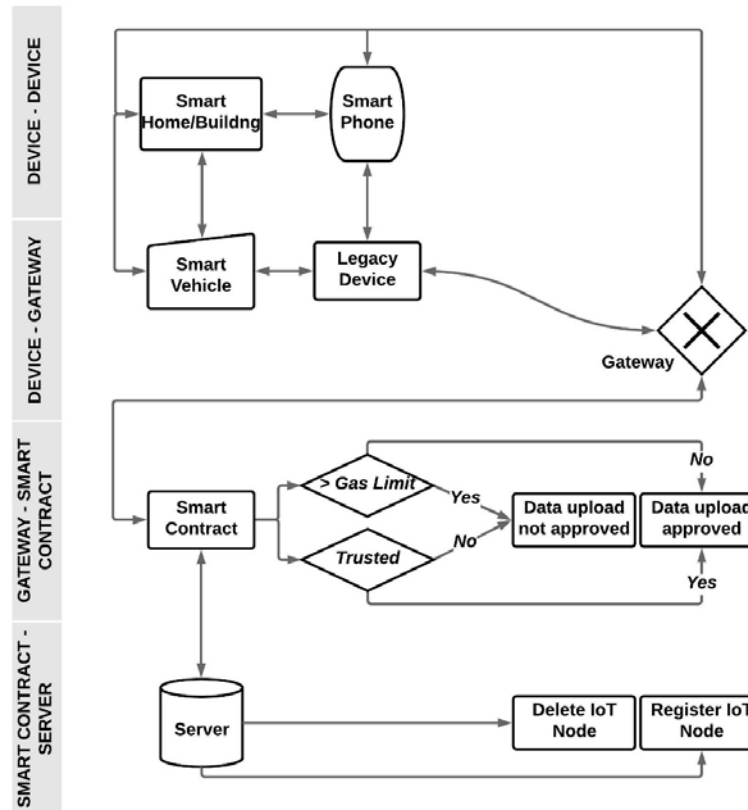 DEVICE - DEVICE
Smart
Home/Buildng
Smart
Phone
DEVICE - GATEWAY
Smart
Vehicle
Legacy
Device
Gateway
GATEWAY - SMART
CONTRACT
Smart
Contract
> Gas Limit
Yes
No
Trusted
No
Yes
Data upload
not approved
Data upload
approved
SMART CONTRACT -
SERVER
Server
Delete IoT
Node
Register IoT
Node